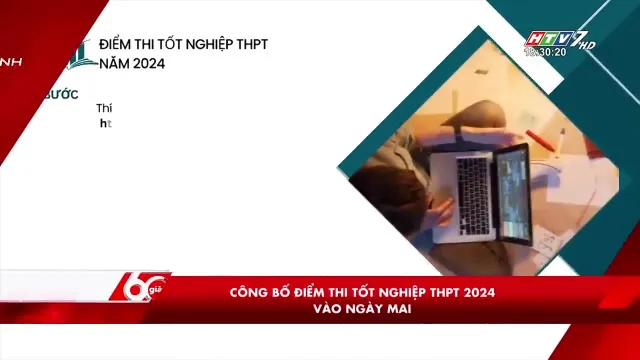 ĐIỂM THI TỐT NGHIỆP THPT
NĂM 2024
HTV7 HD
18:30:20
NH
BƯỚC
Thí
ht
60 giây
CÔNG BỐ ĐIỂM THI TỐT NGHIỆP THPT 2024
VÀO NGÀY MAI